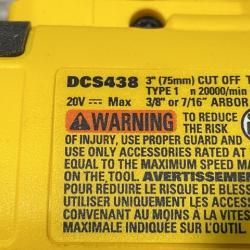 DCS438 3" (75mm) CUT OFF T
TYPE 1 n 20000/min
20V ⎓ Max 3/8" or 7/16" ARBOR
⚠WARNING TO REDUCE
THE RISK
OF INJURY, USE PROPER GUARD AND
USE ONLY ACCESSORIES RATED AT
EQUAL TO THE MAXIMUM SPEED MA
ON THE TOOL. AVERTISSEMEN
POUR RÉDUIRE LE RISQUE DE BLESS
UTILISER UNIQUEMENT LES ACCESS
CONVENANT AU MOINS À LA VITES
MAXIMALE INDIQUÉE SUR L'OUTIL